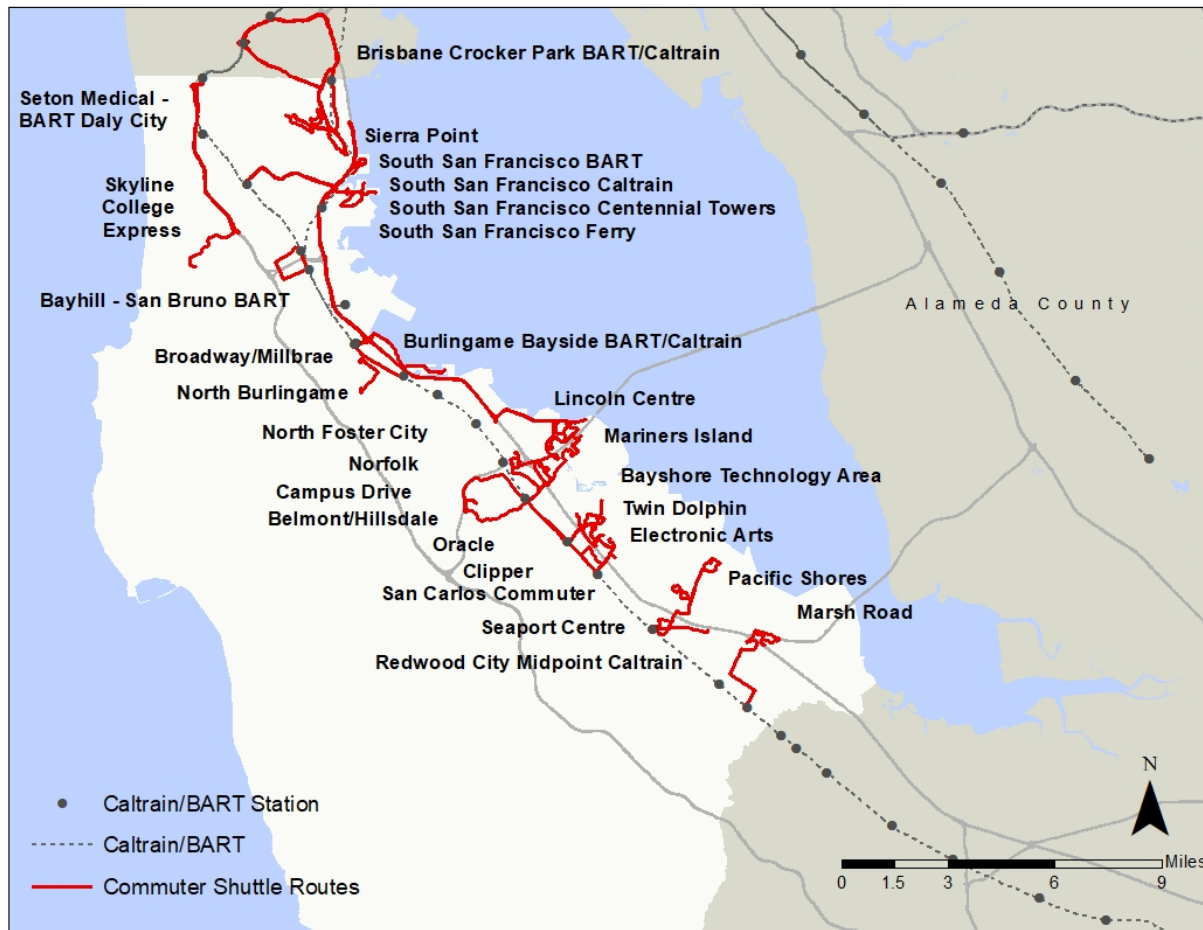 Brisbane Crocker Park BART/Caltrain
Seton Medical -
BART Daly City
Sierra Point
South San Francisco BART
Skyline
College
Express
South San Francisco Caltrain
South San Francisco Centennial Towers
South San Francisco Ferry
Bayhill - San Bruno BART
Alameda County
Broadway/Millbrae
Burlingame Bayside BART/Caltrain
North Burlingame
Lincoln Centre
North Foster City
Mariners Island
Norfolk
Bayshore Technology Area
Campus Drive
Twin Dolphin
Belmont/Hillsdale
Electronic Arts
Oracle
Clipper
Pacific Shores
San Carlos Commuter
Marsh Road
Seaport Centre
Redwood City Midpoint Caltrain
N
Caltrain/BART Station
Caltrain/BART
Commuter Shuttle Routes
Miles
0 1.5 3 6 9